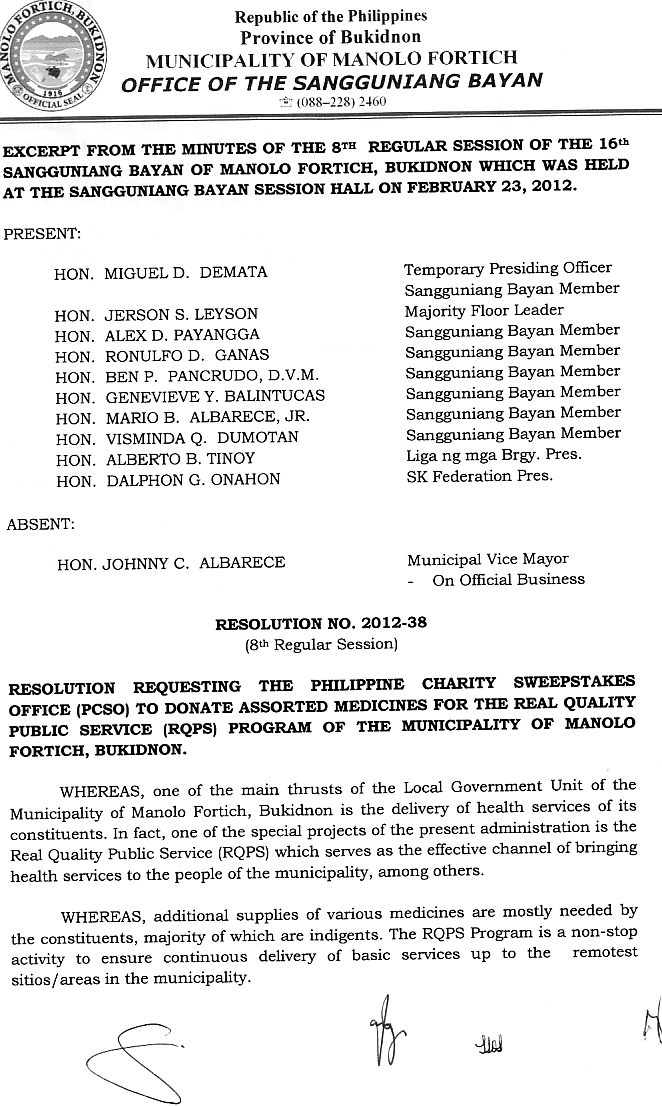 MANOLO FORTICH, BUKIDNON
1916
OFFICIAL SEAL
Republic of the Philippines
Province of Bukidnon
MUNICIPALITY OF MANOLO FORTICH
OFFICE OF THE SANGGUNIANG BAYAN
☏ (088–228) 2460
EXCERPT FROM THE MINUTES OF THE 8TH REGULAR SESSION OF THE 16th
SANGGUNIANG BAYAN OF MANOLO FORTICH, BUKIDNON WHICH WAS HELD
AT THE SANGGUNIANG BAYAN SESSION HALL ON FEBRUARY 23, 2012.
PRESENT:
HON. MIGUEL D. DEMATA Temporary Presiding Officer
Sangguniang Bayan Member
HON. JERSON S. LEYSON Majority Floor Leader
HON. ALEX D. PAYANGGA Sangguniang Bayan Member
HON. RONULFO D. GANAS Sangguniang Bayan Member
HON. BEN P. PANCRUDO, D.V.M. Sangguniang Bayan Member
HON. GENEVIEVE Y. BALINTUCAS Sangguniang Bayan Member
HON. MARIO B. ALBARECE, JR. Sangguniang Bayan Member
HON. VISMINDA Q. DUMOTAN Sangguniang Bayan Member
HON. ALBERTO B. TINOY Liga ng mga Brgy. Pres.
HON. DALPHON G. ONAHON SK Federation Pres.
ABSENT:
HON. JOHNNY C. ALBARECE Municipal Vice Mayor
- On Official Business
RESOLUTION NO. 2012-38
(8th Regular Session)
RESOLUTION REQUESTING THE PHILIPPINE CHARITY SWEEPSTAKES
OFFICE (PCSO) TO DONATE ASSORTED MEDICINES FOR THE REAL QUALITY
PUBLIC SERVICE (RQPS) PROGRAM OF THE MUNICIPALITY OF MANOLO
FORTICH, BUKIDNON.
WHEREAS, one of the main thrusts of the Local Government Unit of the
Municipality of Manolo Fortich, Bukidnon is the delivery of health services of its
constituents. In fact, one of the special projects of the present administration is the
Real Quality Public Service (RQPS) which serves as the effective channel of bringing
health services to the people of the municipality, among others.
WHEREAS, additional supplies of various medicines are mostly needed by
the constituents, majority of which are indigents. The RQPS Program is a non-stop
activity to ensure continuous delivery of basic services up to the remotest
sitios/areas in the municipality.